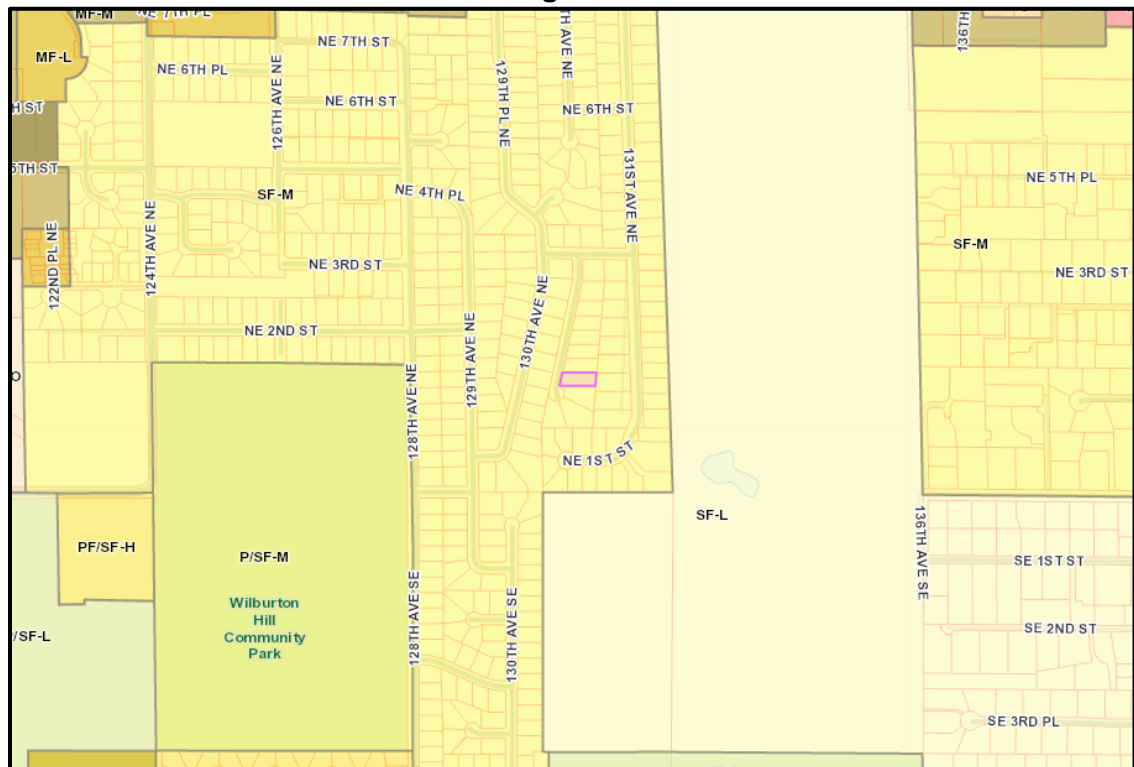 NE 7TH PL
MF-M
136TH
NE 7TH ST
MF-L
NE 6TH PL
126TH AVE NE
129TH PL NE
TH AVE NE
NE 6TH ST
NE 6TH ST
H ST
131ST AVE NE
5TH ST
NE 5TH PL
NE 4TH PL
SF-M
122ND PL NE
124TH AVE NE
SF-M
NE 3RD ST
NE 3RD ST
129TH AVE NE
130TH AVE NE
NE 2ND ST
128TH AVE NE
O
NE 1ST ST
SF-L
136TH AVE SE
PF/SF-H
P/SF-M
SE 1ST ST
Wilburton
Hill
Community
Park
128TH AVE SE
130TH AVE SE
/SF-L
SE 2ND ST
SE 3RD PL